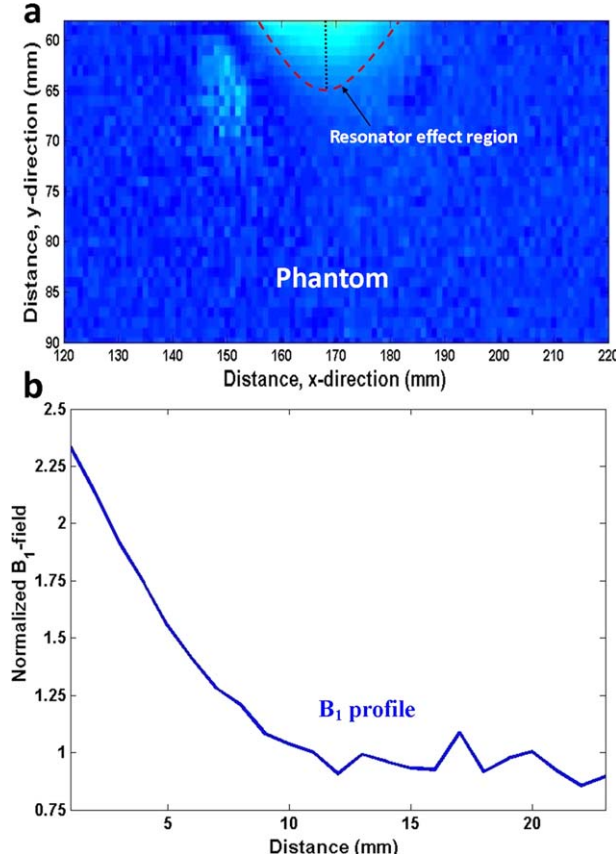 a
Distance, y-direction (mm)
60
65
70
75
80
85
90
Resonator effect region
Phantom
120 130 140 150 160 170 180 190 200 210 220
Distance, x-direction (mm)
b
Normalized B₁-field
2.5
2.25
2
1.75
1.5
1.25
1
0.75
B₁ profile
5 10 15 20
Distance (mm)